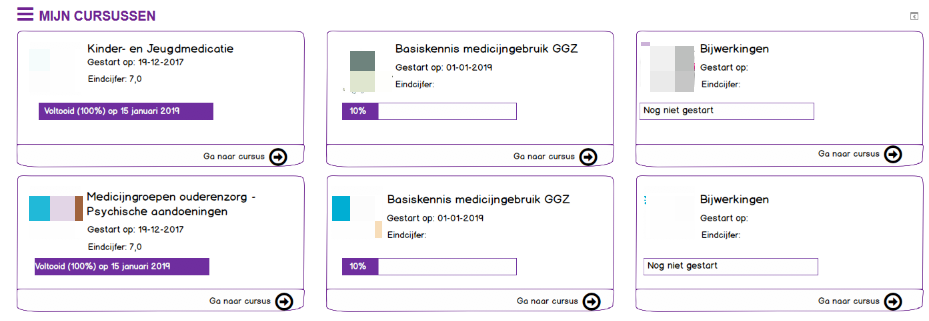 MIJN CURSUSSEN
Kinder- en Jeugdmedicatie
Gestart op: 19-12-2017
Eindcijfer: 7,0
Voltooid (100%) op 15 januari 2019
Ga naar cursus
Basiskennis medicijngebruik GGZ
Gestart op: 01-01-2019
Eindcijfer:
10%
Ga naar cursus
Bijwerkingen
Gestart op:
Eindcijfer:
Nog niet gestart
Ga naar cursus
Medicijngroepen ouderenzorg -
Psychische aandoeningen
Gestart op: 19-12-2017
Eindcijfer: 7,0
Voltooid (100%) op 15 januari 2019
Ga naar cursus
Basiskennis medicijngebruik GGZ
Gestart op: 01-01-2019
Eindcijfer:
10%
Ga naar cursus
Bijwerkingen
Gestart op:
Eindcijfer:
Nog niet gestart
Ga naar cursus